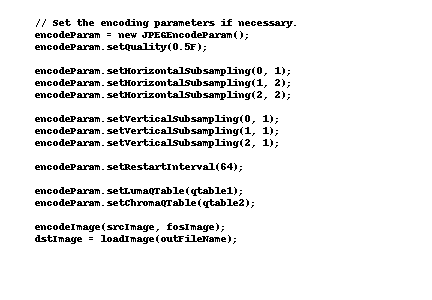 // Set the encoding parameters if necessary.
encodeParam = new JPEGEncodeParam();
encodeParam.setQuality(0.5F);
encodeParam.setHorizontalSubsampling(0, 1);
encodeParam.setHorizontalSubsampling(1, 2);
encodeParam.setHorizontalSubsampling(2, 2);
encodeParam.setVerticalSubsampling(0, 1);
encodeParam.setVerticalSubsampling(1, 1);
encodeParam.setVerticalSubsampling(2, 1);
encodeParam.setRestartInterval(64);
encodeParam.setLumaQTable(qtable1);
encodeParam.setChromaQTable(qtable2);
encodeImage(srcImage, fosImage);
dstImage = loadImage(outFileName);